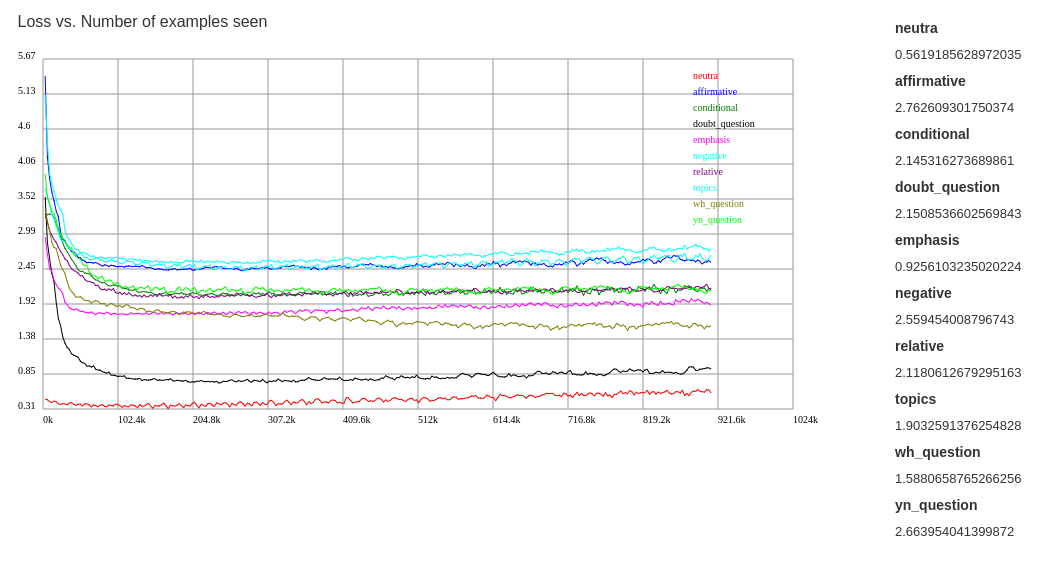 Loss vs. Number of examples seen
5.67
5.13
4.6
4.06
3.52
2.99
2.45
1.92
1.38
0.85
0.31
0k
102.4k
204.8k
307.2k
409.6k
512k
614.4k
716.8k
819.2k
921.6k
1024k
neutra
affirmative
conditional
doubt_question
emphasis
negative
relative
topics
wh_question
yn_question
neutra
0.5619185628972035
affirmative
2.762609301750374
conditional
2.145316273689861
doubt_question
2.1508536602569843
emphasis
0.9256103235020224
negative
2.559454008796743
relative
2.1180612679295163
topics
1.9032591376254828
wh_question
1.5880658765266256
yn_question
2.663954041399872